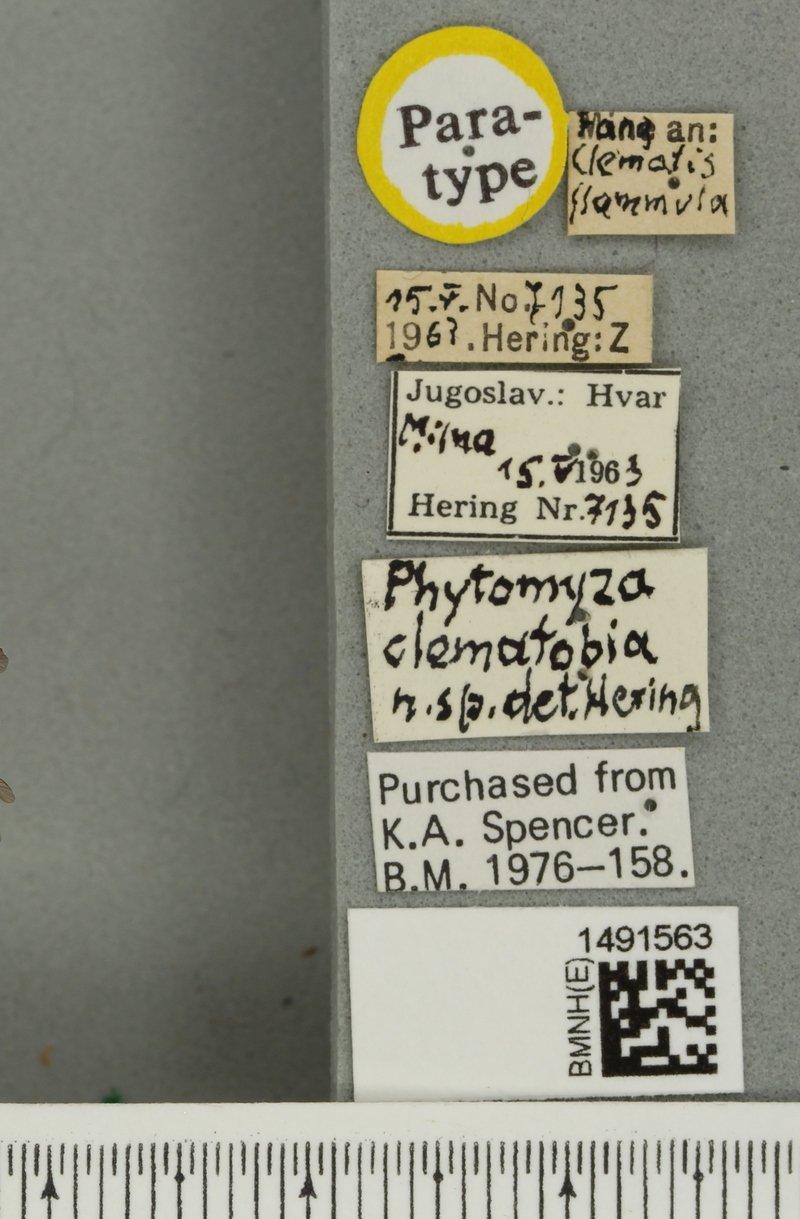 Para-
type
an:
Clematis
flammula
15.V. No. 7135
1963. Hering: Z
Jugoslav.: Hvar
Milna
15.V 1963
Hering Nr. 7135
Phytomyza
clematobia
n. sp. det. Hering
Purchased from
K.A. Spencer.
B.M. 1976–158.
1491563
BMNH(E)